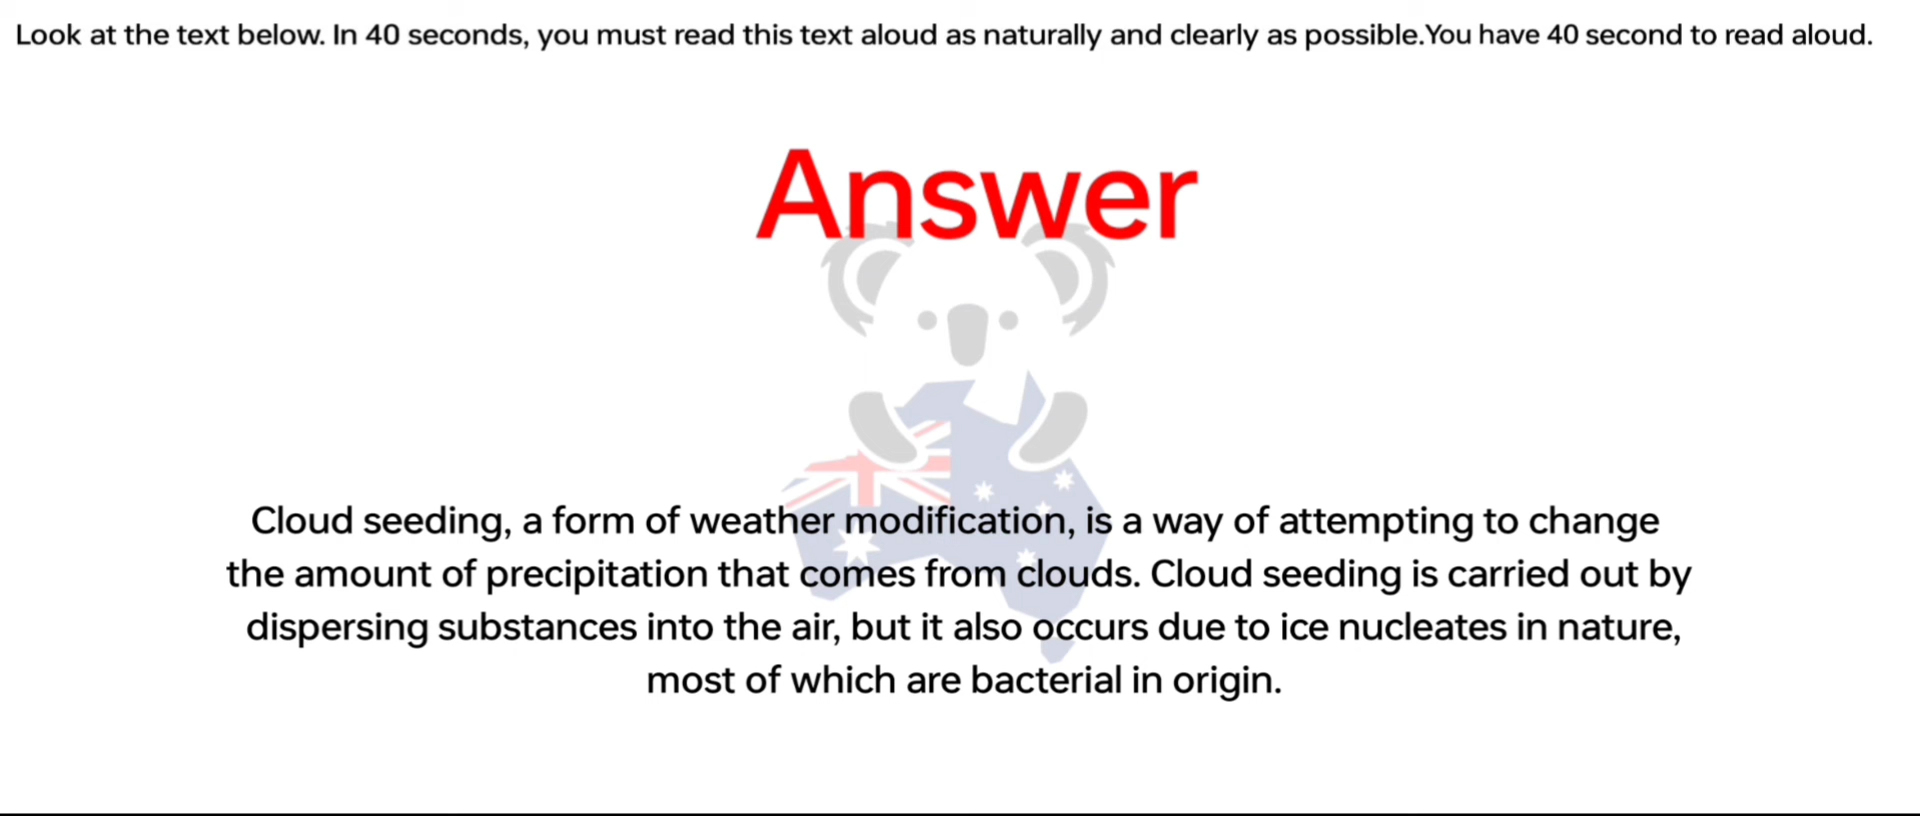 Look at the text below. In 40 seconds, you must read this text aloud as naturally and clearly as possible.You have 40 second to read aloud.
Answer
Cloud seeding, a form of weather modification, is a way of attempting to change
the amount of precipitation that comes from clouds. Cloud seeding is carried out by
dispersing substances into the air, but it also occurs due to ice nucleates in nature,
most of which are bacterial in origin.